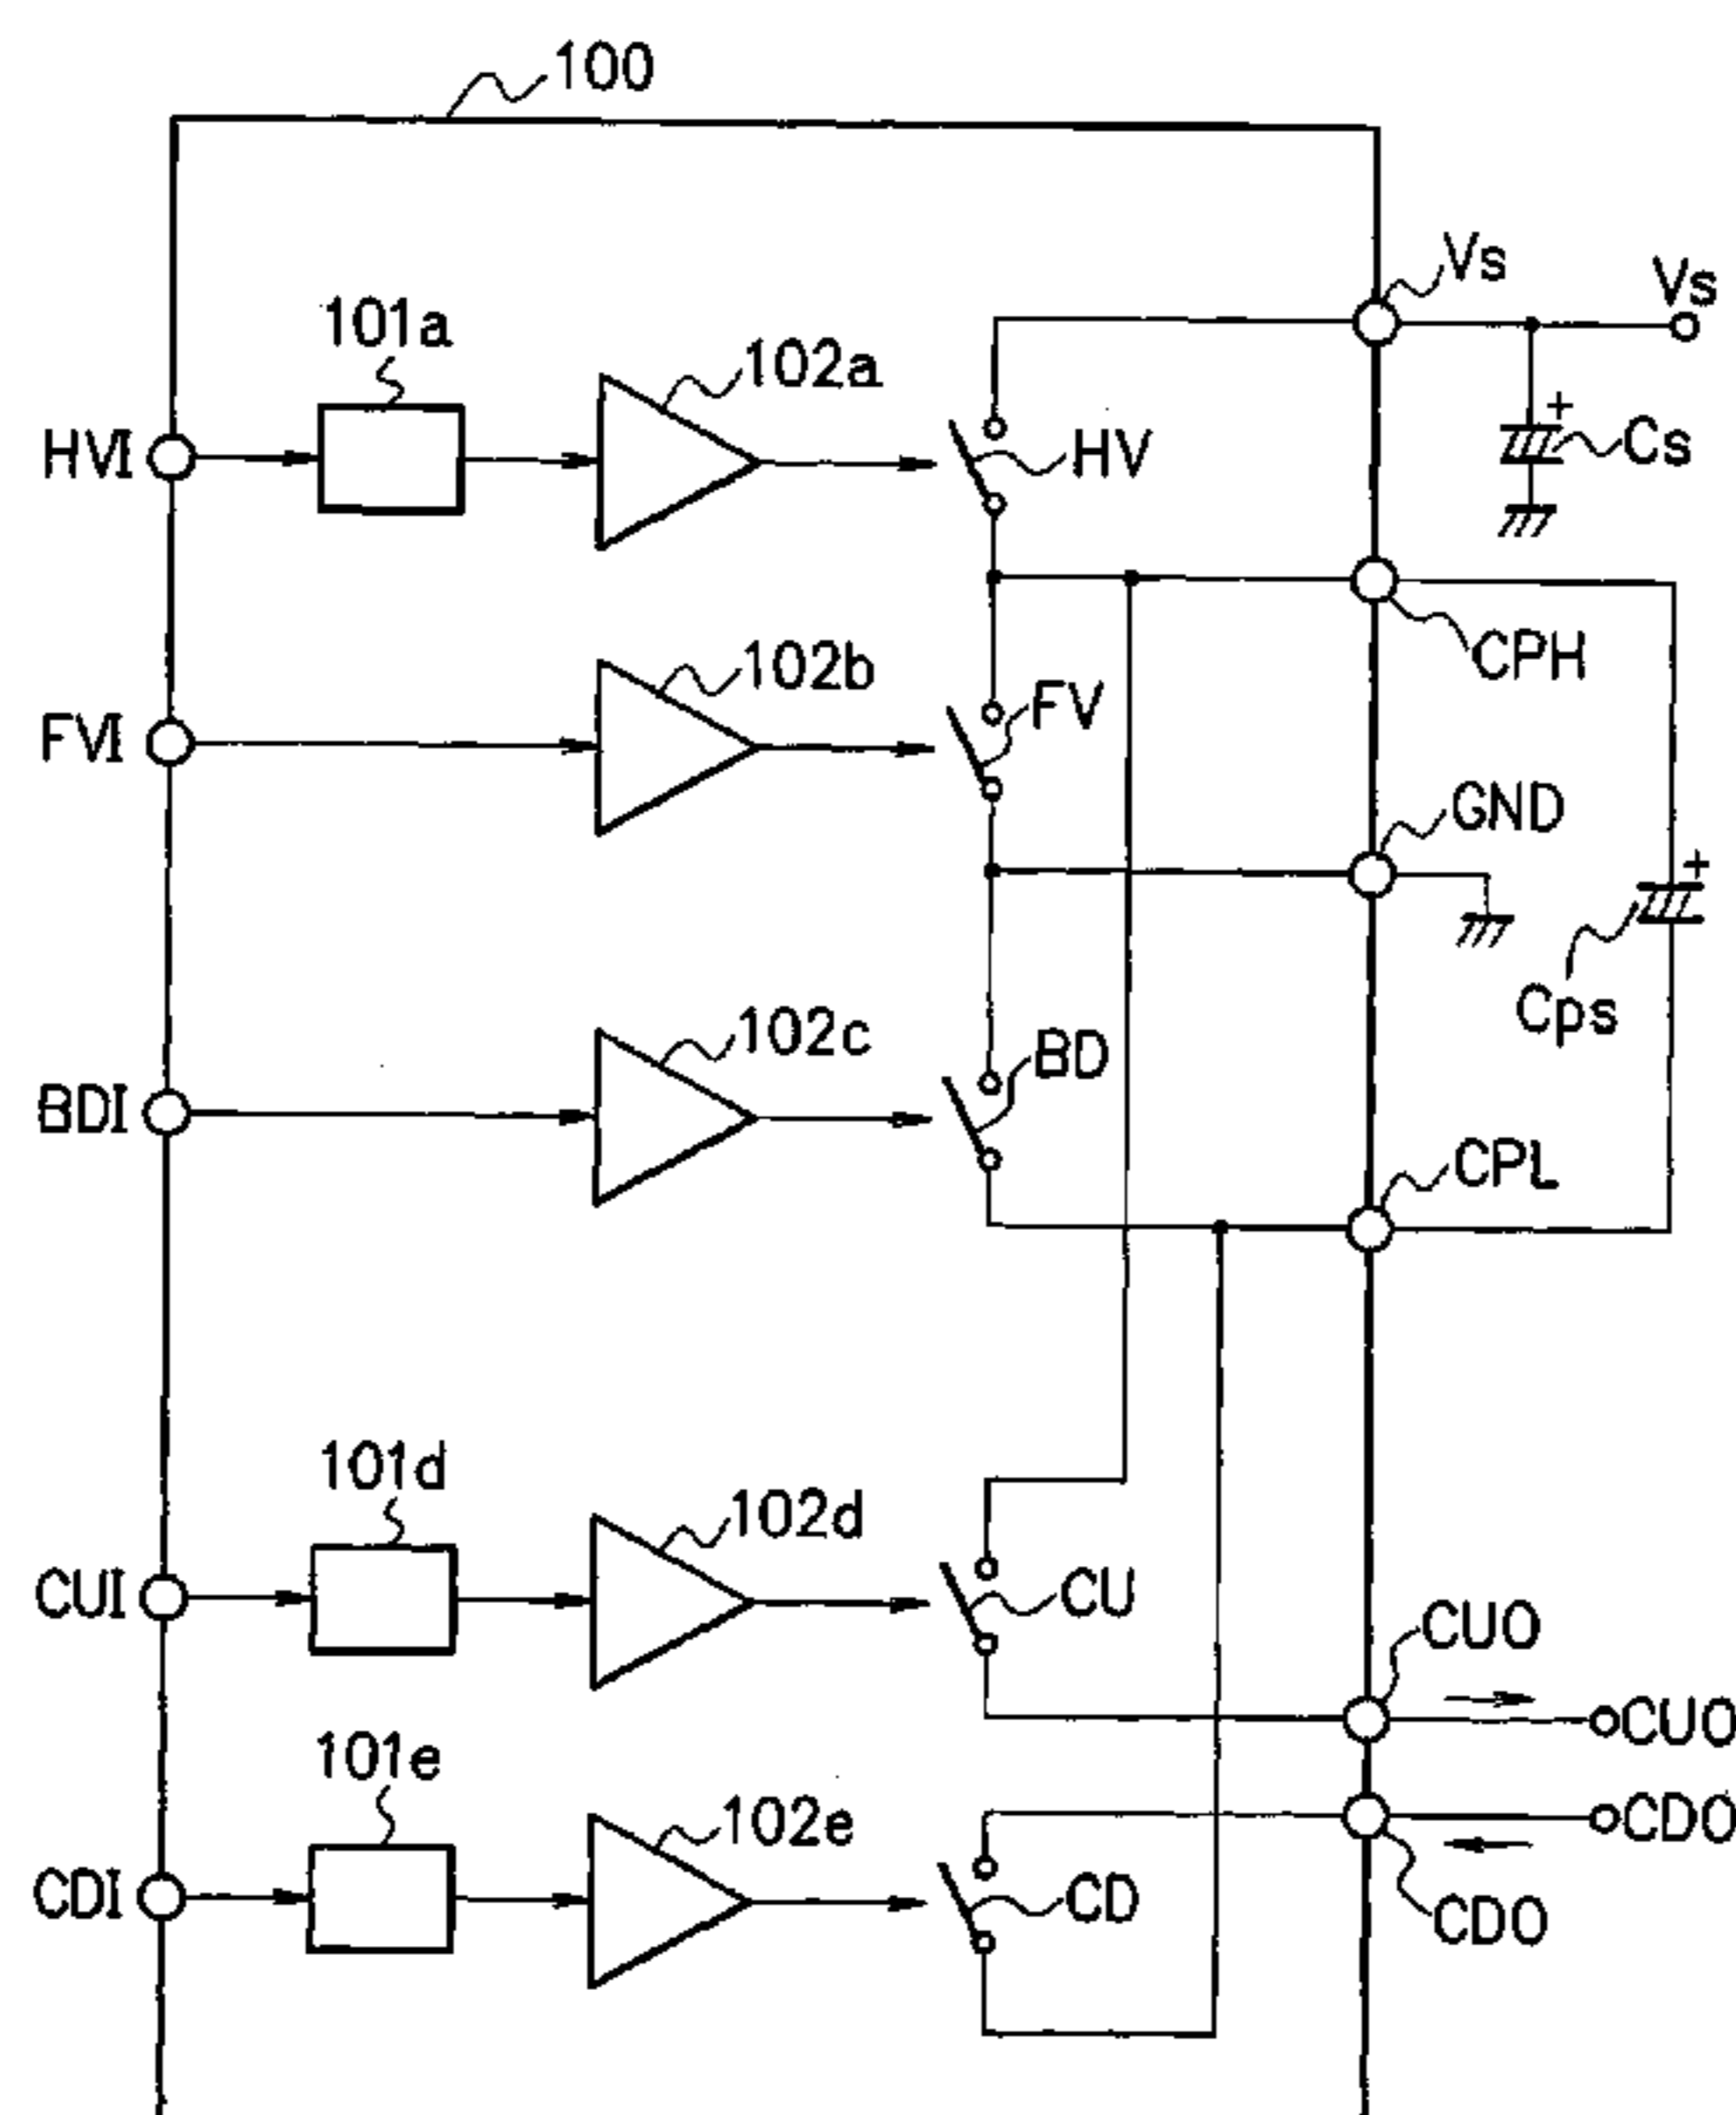 100
Vs
Vs
101a
102a
HVI
HV
+
Cs
CPH
102b
FVI
FV
GND
+
Cps
102c
BDI
BD
CPL
101d
102d
CUI
CU
CUO
CUO
101e
102e
CDO
CDI
CD
CDO